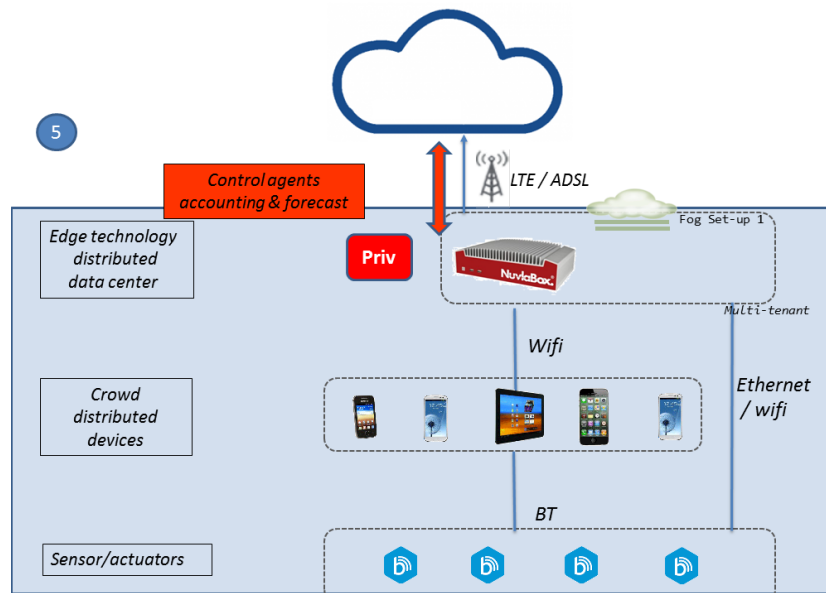 5
LTE / ADSL
Control agents
accounting & forecast
Fog Set-up 1
Edge technology
distributed
data center
Priv
NuvlaBox
Multi-tenant
Wifi
Crowd
distributed
devices
Ethernet
/ wifi
BT
Sensor/actuators
b
b
b
b